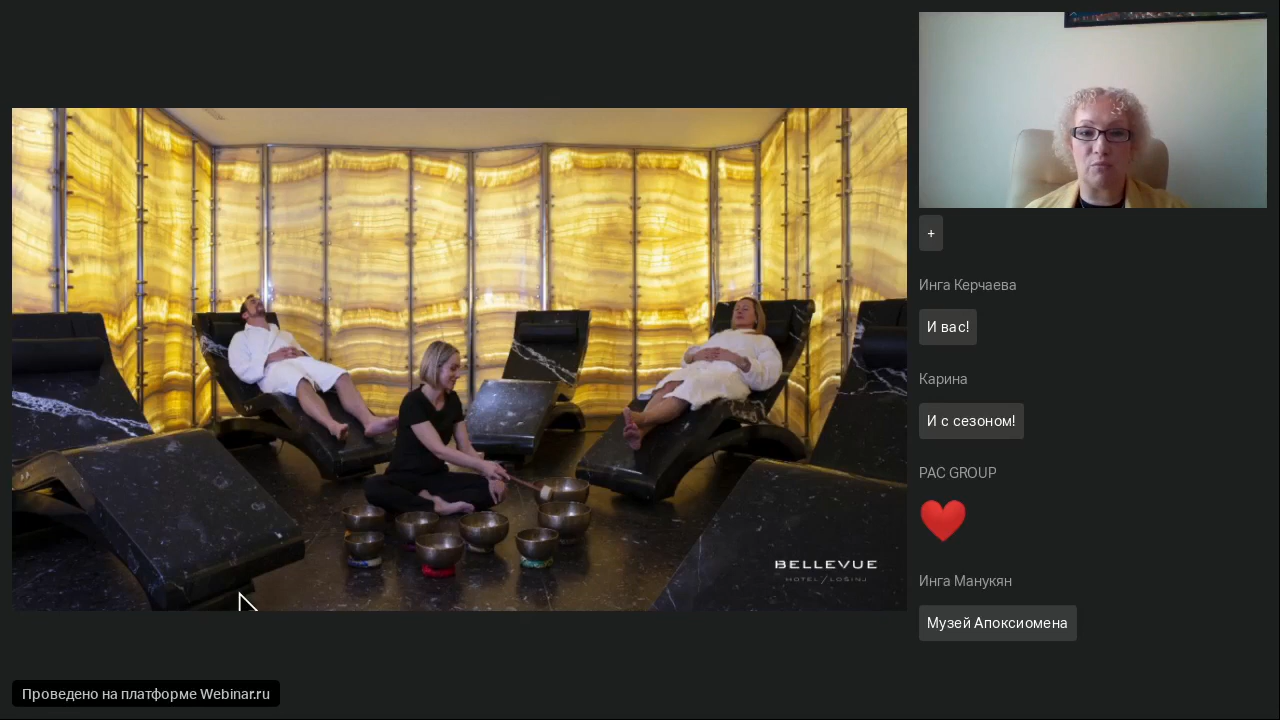 BELLEVUE
HOTEL / LOŠINJ
+
Инга Керчаева
И вас!
Карина
И с сезоном!
PAC GROUP
Инга Манукян
Музей Апоксиомена
Проведено на платформе Webinar.ru